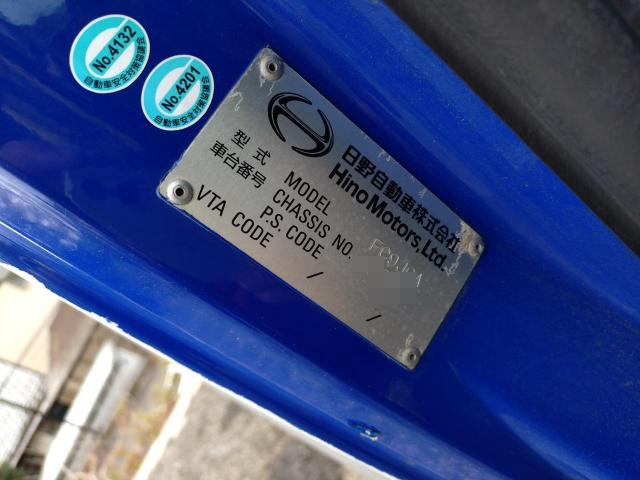 No.4132
自動車安全対策協議会
No.4201
自動車安全対策協議会
日野自動車株式会社
Hino Motors, Ltd.
型式 MODEL
車台番号 CHASSIS NO.
P.S. CODE
VTA CODE / /